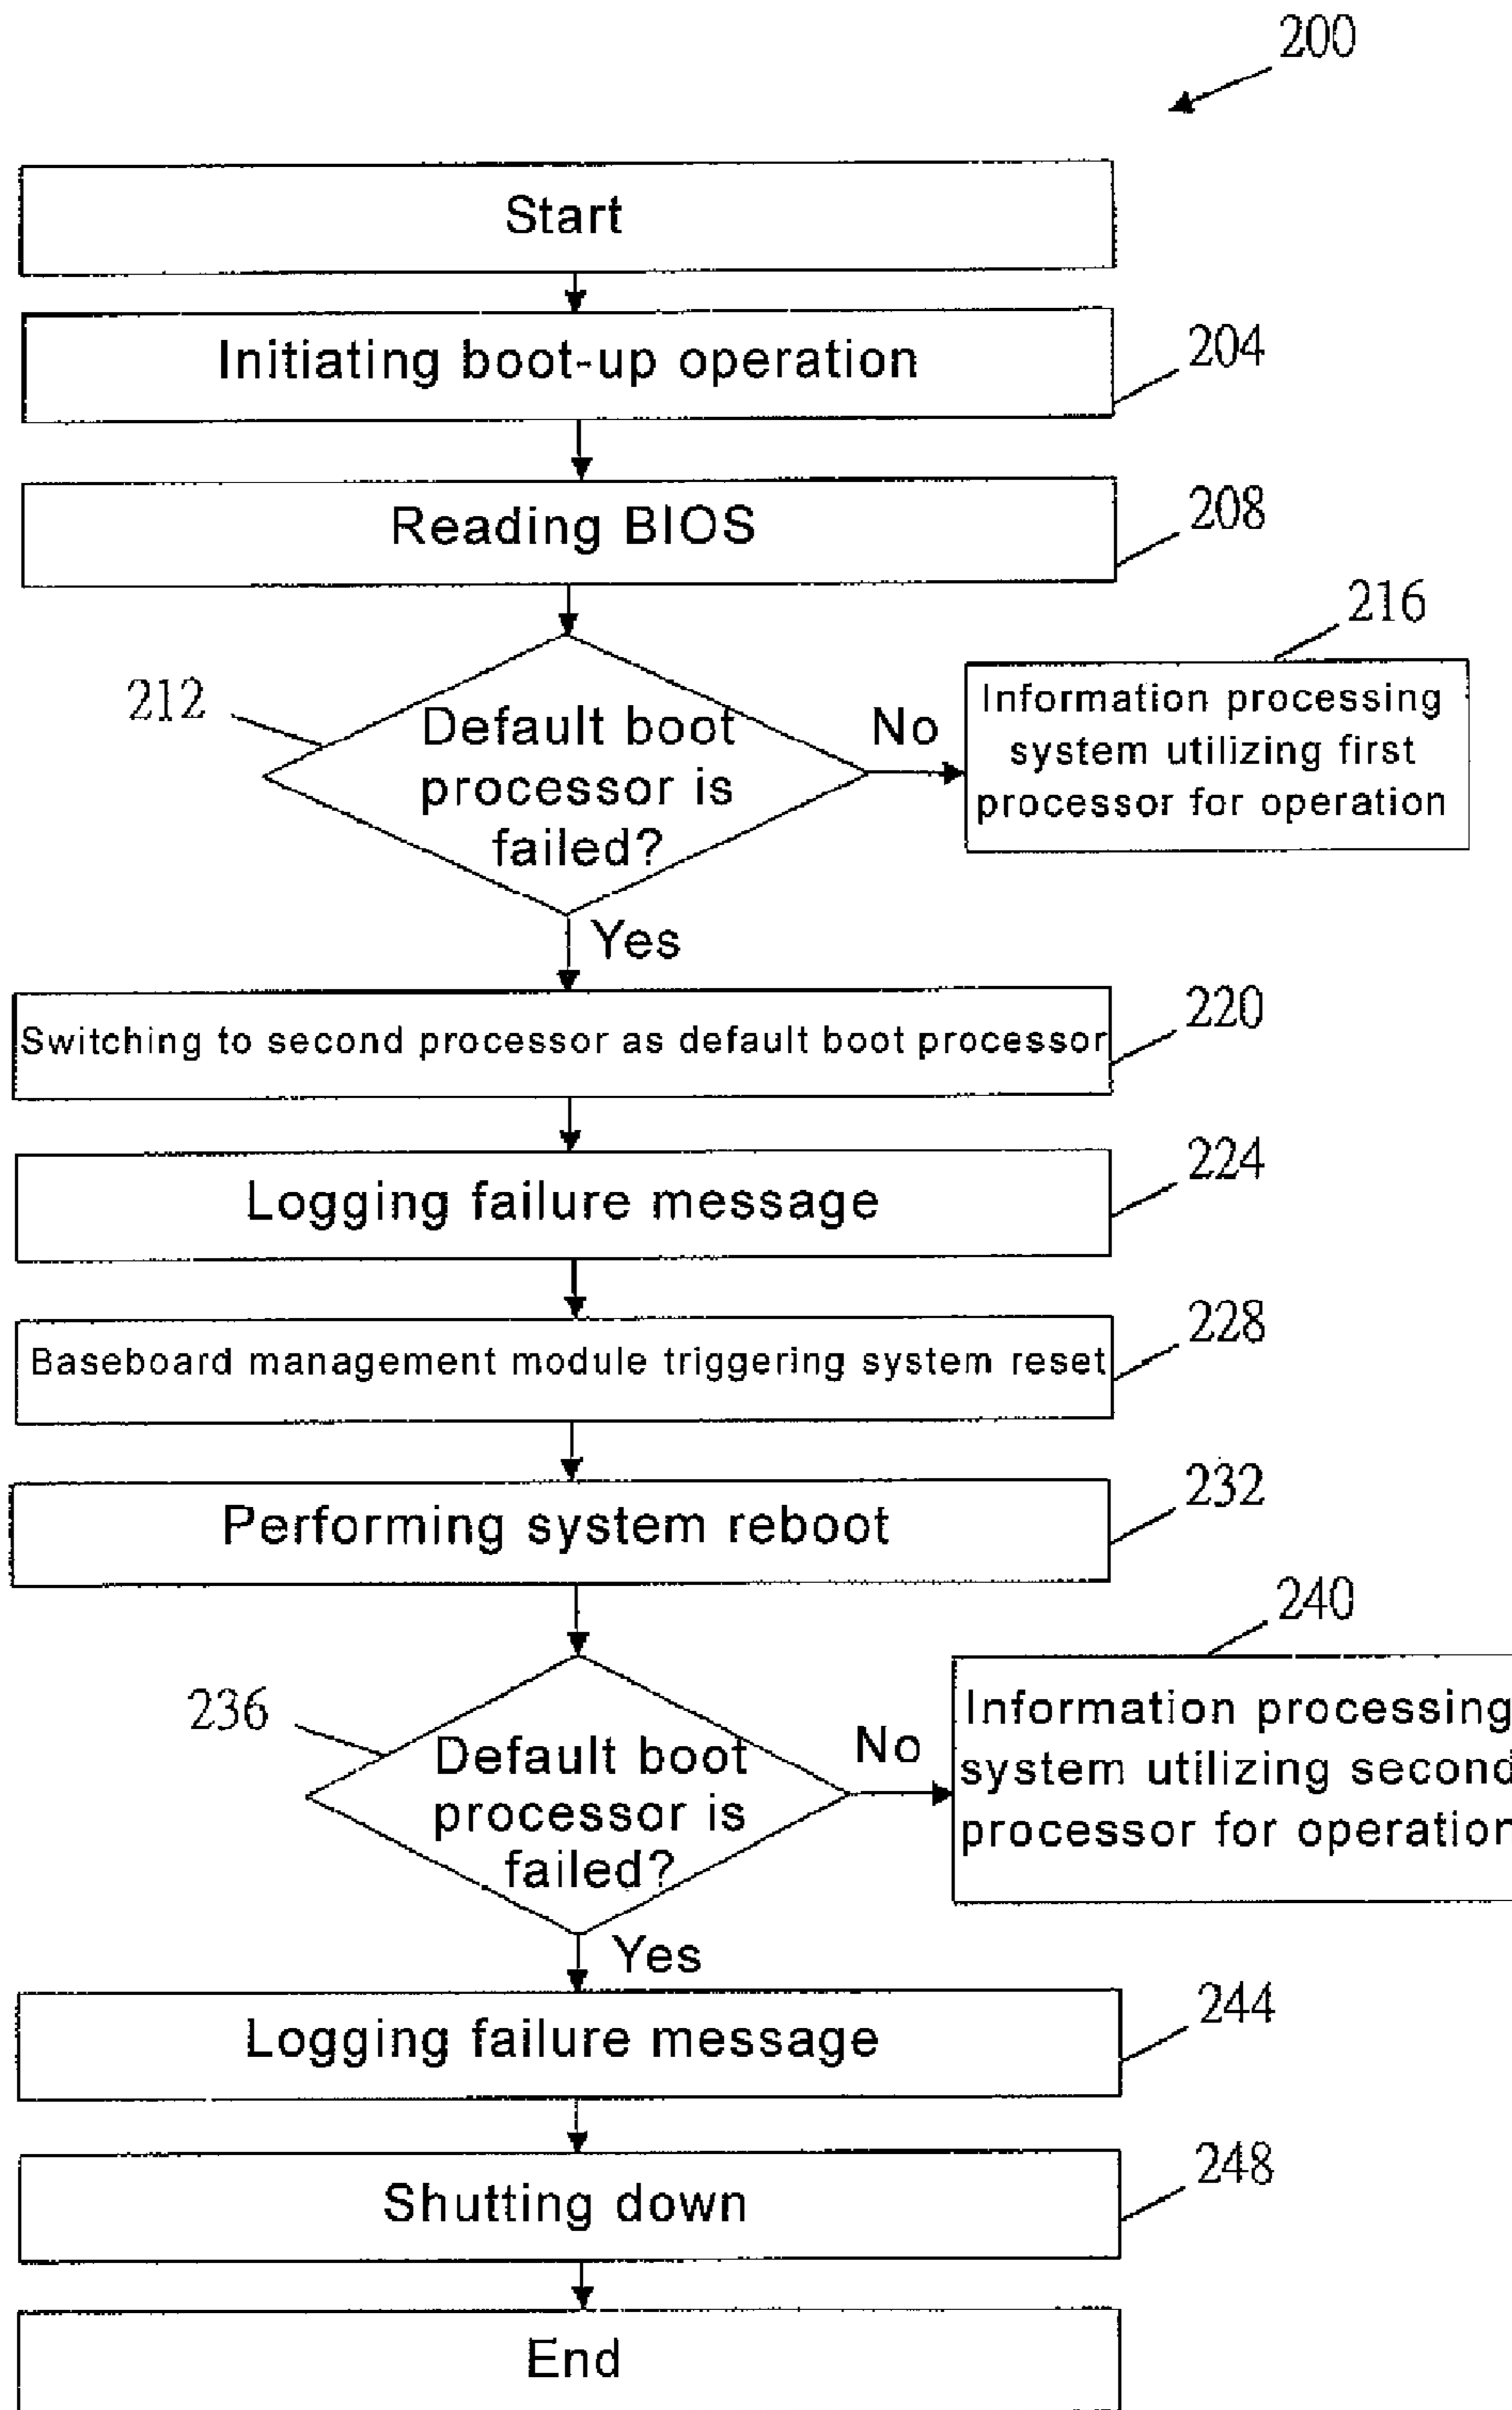 200
Start
Initiating boot-up operation
204
Reading BIOS
208
216
212
Default boot
processor is
failed?
No
Information processing
system utilizing first
processor for operation
Yes
Switching to second processor as default boot processor
220
Logging failure message
224
Baseboard management module triggering system reset
228
Performing system reboot
232
240
236
Default boot
processor is
failed?
No
Information processing
system utilizing second
processor for operation
Yes
Logging failure message
244
Shutting down
248
End